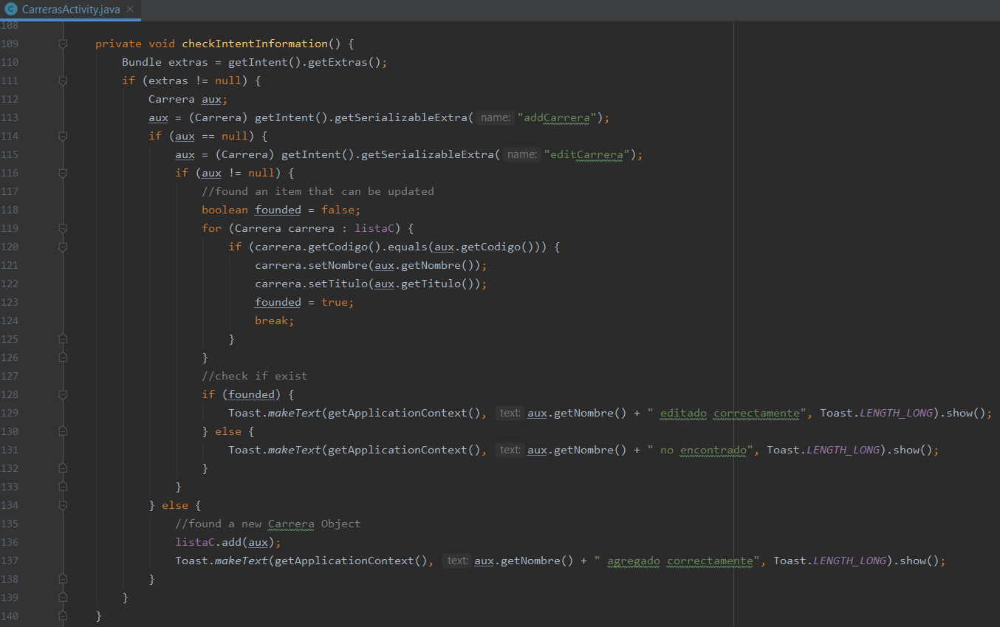 CarrerasActivity.java
108
109 private void checkIntentInformation() {
110 Bundle extras = getIntent().getExtras();
111 if (extras != null) {
112 Carrera aux;
113 aux = (Carrera) getIntent().getSerializableExtra( name: "addCarrera");
114 if (aux == null) {
115 aux = (Carrera) getIntent().getSerializableExtra( name: "editCarrera");
116 if (aux != null) {
117 //found an item that can be updated
118 boolean founded = false;
119 for (Carrera carrera : listaC) {
120 if (carrera.getCodigo().equals(aux.getCodigo())) {
121 carrera.setNombre(aux.getNombre());
122 carrera.setTitulo(aux.getTitulo());
123 founded = true;
124 break;
125 }
126 }
127 //check if exist
128 if (founded) {
129 Toast.makeText(getApplicationContext(), text: aux.getNombre() + " editado correctamente", Toast.LENGTH_LONG).show();
130 } else {
131 Toast.makeText(getApplicationContext(), text: aux.getNombre() + " no encontrado", Toast.LENGTH_LONG).show();
132 }
133 }
134 } else {
135 //found a new Carrera Object
136 listaC.add(aux);
137 Toast.makeText(getApplicationContext(), text: aux.getNombre() + " agregado correctamente", Toast.LENGTH_LONG).show();
138 }
139 }
140 }